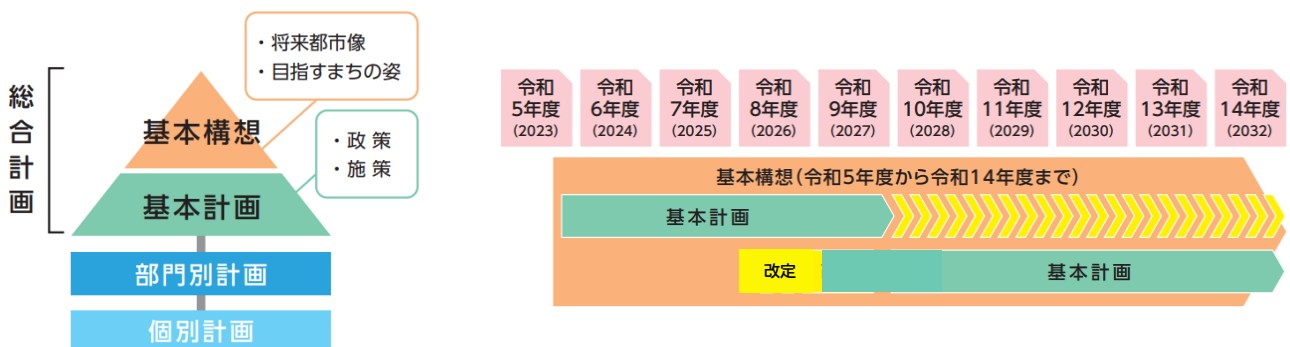 総合計画
・将来都市像
・目指すまちの姿
基本構想
・政 策
・施 策
基本計画
部門別計画
個別計画
令和
5年度
(2023)
令和
6年度
(2024)
令和
7年度
(2025)
令和
8年度
(2026)
令和
9年度
(2027)
令和
10年度
(2028)
令和
11年度
(2029)
令和
12年度
(2030)
令和
13年度
(2031)
令和
14年度
(2032)
基本構想(令和5年度から令和14年度まで)
基本計画
改定
基本計画